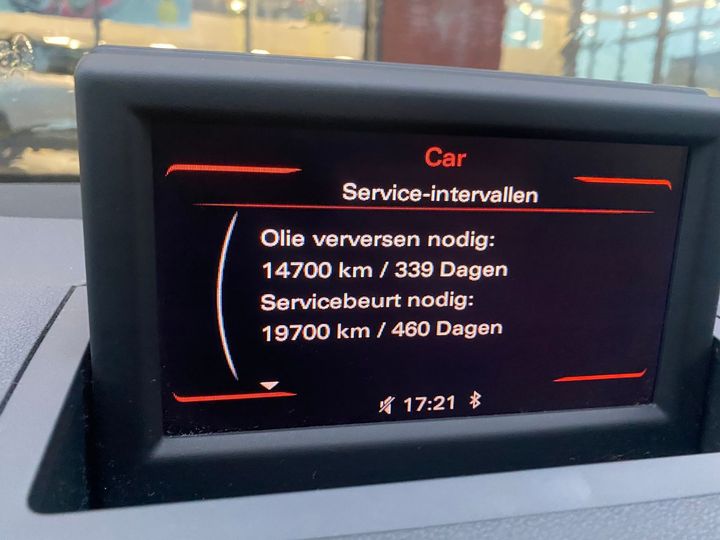 Car
Service-intervallen
Olie verversen nodig:
14700 km / 339 Dagen
Servicebeurt nodig:
19700 km / 460 Dagen
17:21